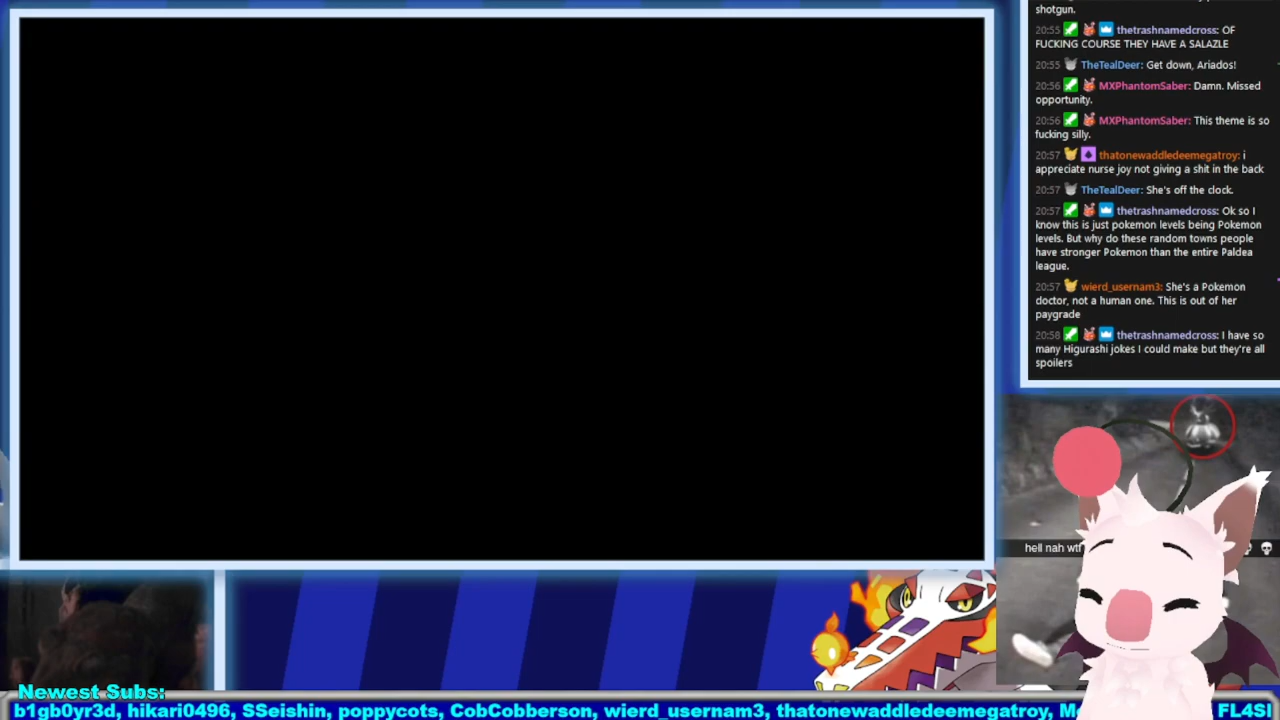 shotgun.
20:55 thetrashnamedcross: OF
FUCKING COURSE THEY HAVE A SALAZLE
20:55 TheTealDeer: Get down, Ariados!
20:56 MXPhantomSaber: Damn. Missed
opportunity.
20:56 MXPhantomSaber: This theme is so
fucking silly.
20:57 thatonewaddledeemegatroy: i
appreciate nurse joy not giving a shit in the back
20:57 TheTealDeer: She's off the clock.
20:57 thetrashnamedcross: Ok so I
know this is just pokemon levels being Pokemon
levels. But why do these random towns people
have stronger Pokemon than the entire Paldea
league.
20:57 wierd_usernam3: She's a Pokemon
doctor, not a human one. This is out of her
paygrade
20:58 thetrashnamedcross: I have so
many Higurashi jokes I could make but they're all
spoilers
hell nah
Newest Subs:
b1gb0yr3d, hikari0496, SSeishin, poppycots, CobCobberson, wierd_usernam3, thatonewaddledeemegatroy, FL4SI